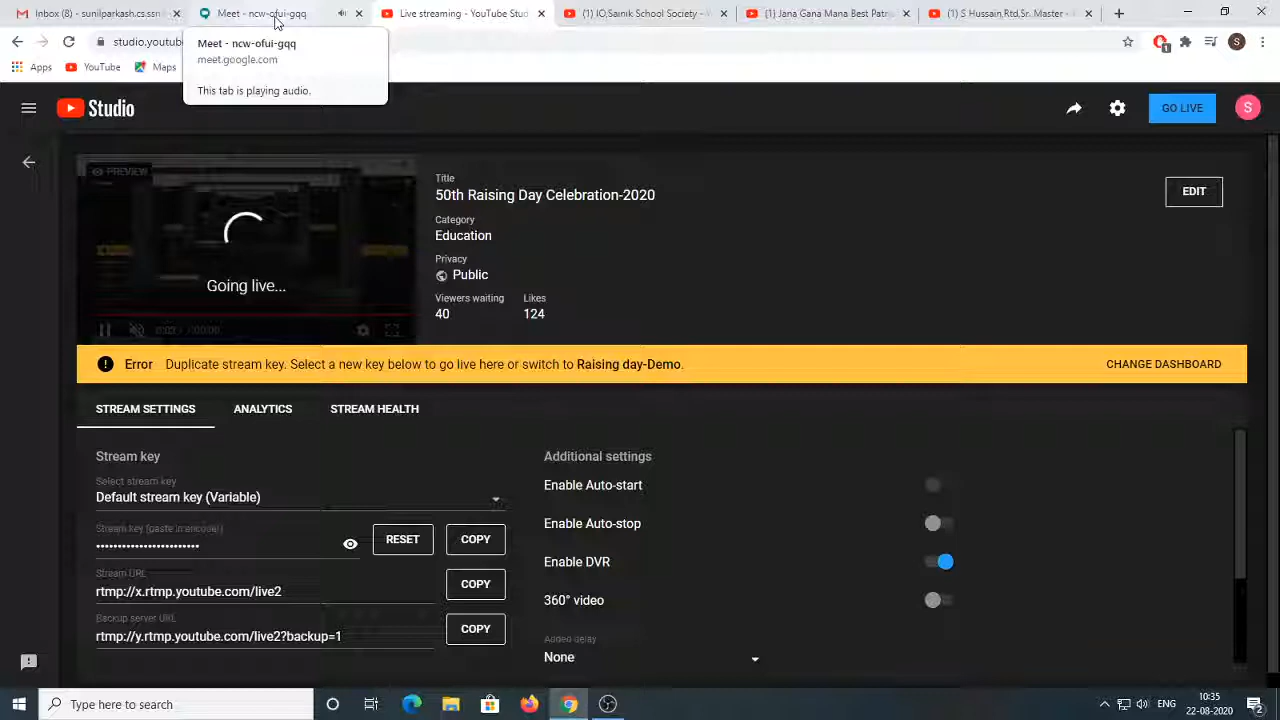 Inbox (8) - sunilparkash.cs.snmc
Meet - ncw-ofui-gqq
Live streaming - YouTube Stud
(1) IQ,Sainik School Society - W
(1) Jana Gana Mana Best Patrio
(1) S Hussain,Rtd,Sr. Master -
studio.youtube
Meet - ncw-ofui-gqq
meet.google.com
This tab is playing audio.
Apps
YouTube
Maps
1
S
Studio
GO LIVE
S
PREVIEW
Title
50th Raising Day Celebration-2020
EDIT
Category
Education
Going live...
Privacy
Public
Viewers waiting
Likes
40
124
Error
Duplicate stream key. Select a new key below to go live here or switch to Raising day-Demo.
CHANGE DASHBOARD
STREAM SETTINGS
ANALYTICS
STREAM HEALTH
Stream key
Additional settings
Select stream key
Default stream key (Variable)
Enable Auto-start
Stream key (paste in encoder)
RESET
COPY
Enable Auto-stop
Stream URL
rtmp://x.rtmp.youtube.com/live2
COPY
Enable DVR
360° video
Backup server URL
rtmp://y.rtmp.youtube.com/live2?backup=1
COPY
Added delay
None
Type here to search
ENG
10:35
22-08-2020
2